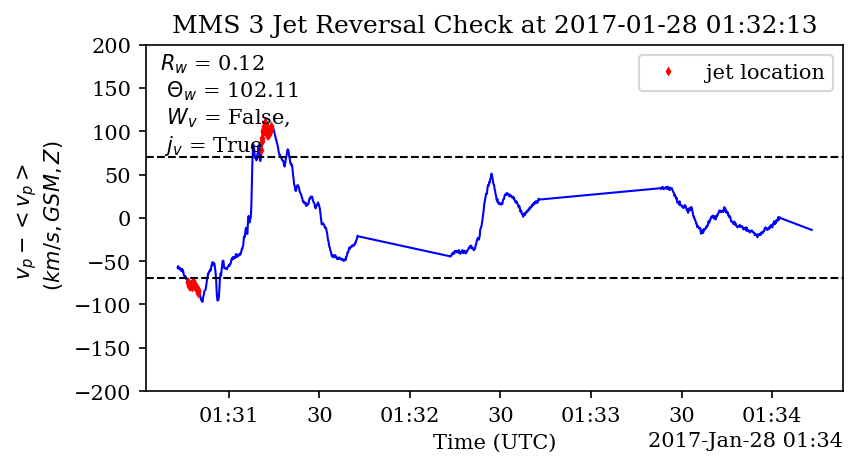 MMS 3 Jet Reversal Check at 2017-01-28 01:32:13
R_w = 0.12
Θ_w = 102.11
W_v = False,
j_v = True
jet location
200
150
100
50
0
−50
−100
−150
−200
v_p − < v_p >
(km/s, GSM, Z)
01:31 30 01:32 30 01:33 30 01:34
Time (UTC)
2017-Jan-28 01:34